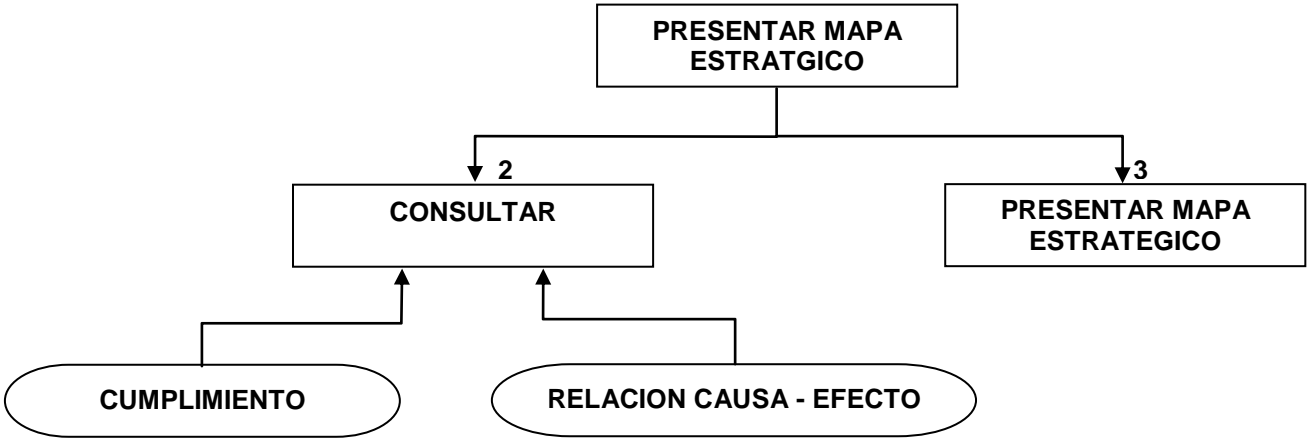 PRESENTAR MAPA
ESTRATGICO
2
3
CONSULTAR
PRESENTAR MAPA
ESTRATEGICO
CUMPLIMIENTO
RELACION CAUSA - EFECTO